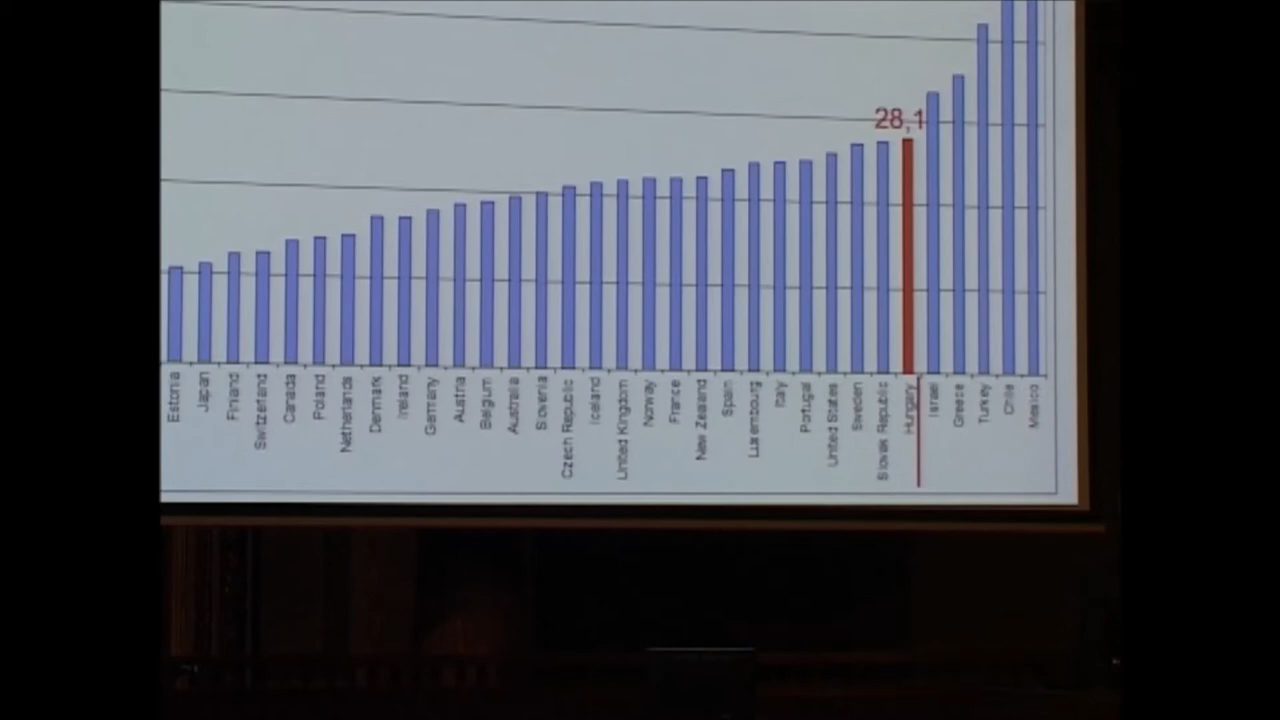 28,1
Estonia
Japan
Finland
Switzerland
Canada
Poland
Netherlands
Denmark
Ireland
Germany
Austria
Belgium
Australia
Slovenia
Czech Republic
Iceland
United Kingdom
Norway
France
New Zealand
Spain
Luxembourg
Italy
Portugal
United States
Sweden
Slovak Republic
Hungary
Israel
Greece
Turkey
Chile
Mexico